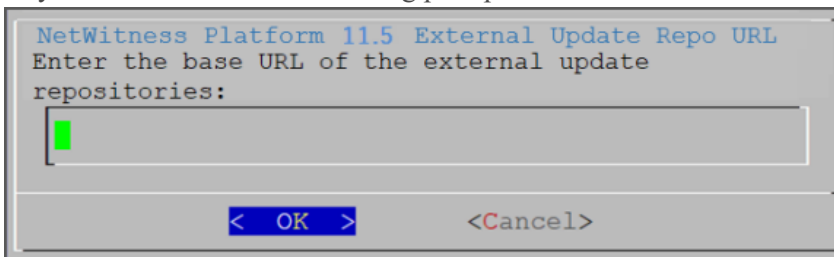 NetWitness Platform 11.5 External Update Repo URL
Enter the base URL of the external update
repositories:
< OK > <Cancel>